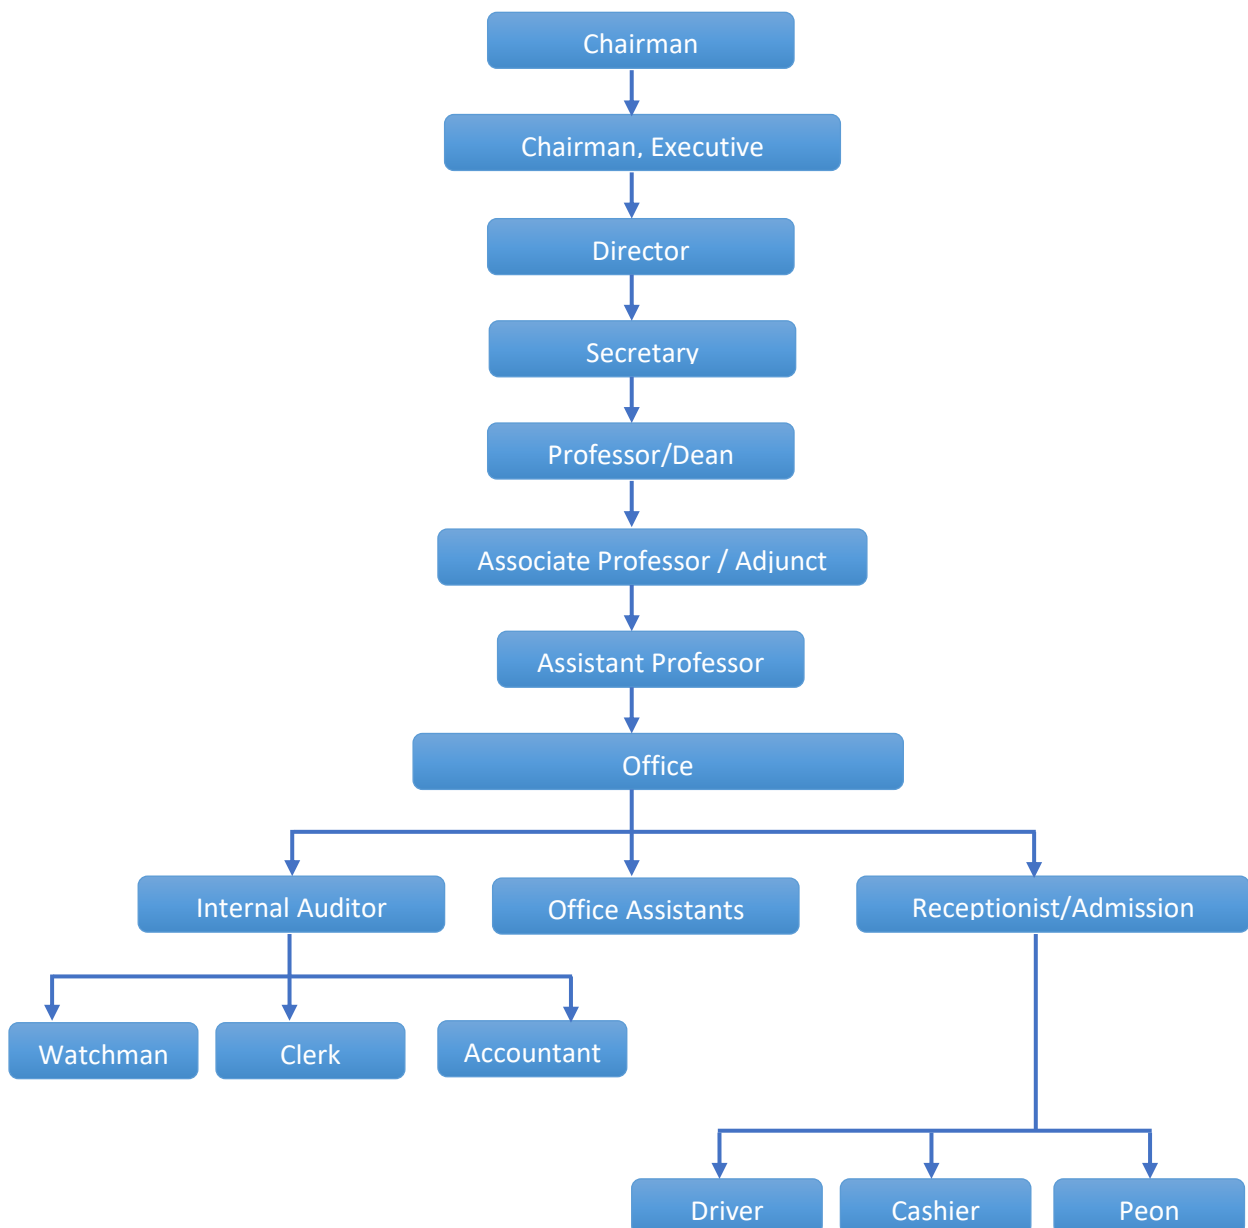 Chairman
Chairman, Executive
Director
Secretary
Professor/Dean
Associate Professor / Adjunct
Assistant Professor
Office
Internal Auditor
Office Assistants
Receptionist/Admission
Watchman
Clerk
Accountant
Driver
Cashier
Peon